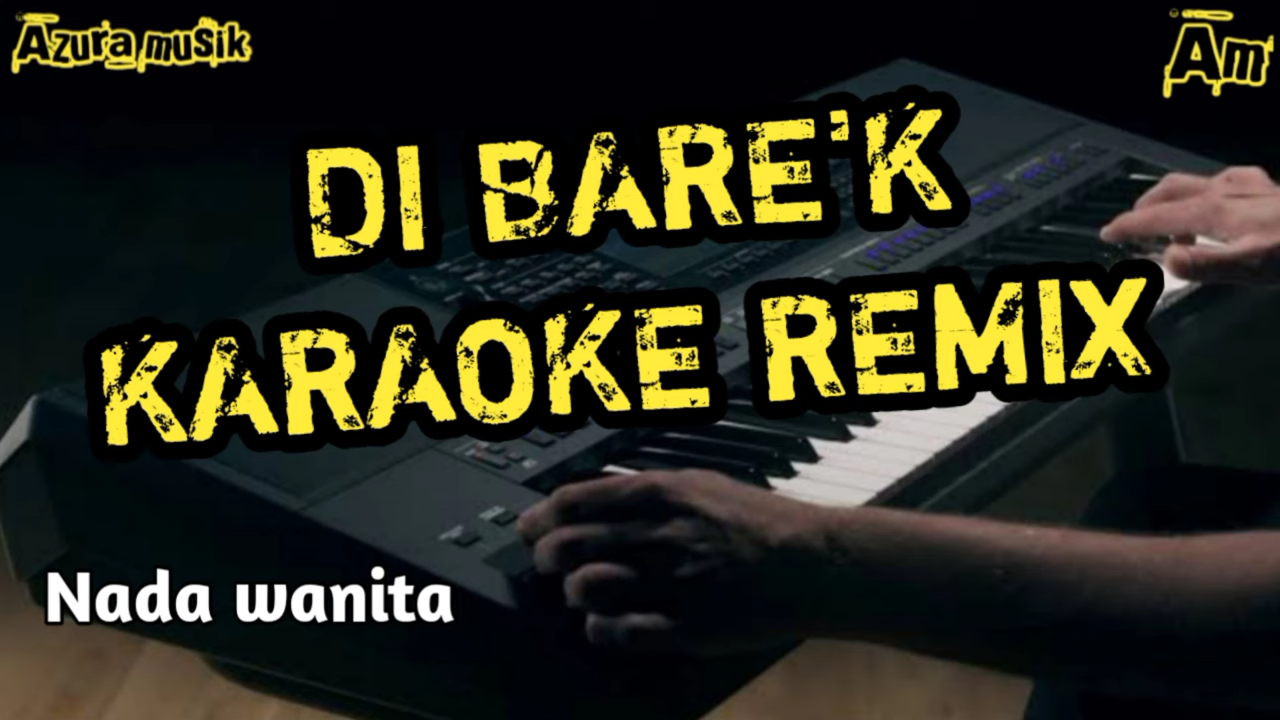 Azura musik
Am
DI BARE'K
KARAOKE REMIX
Nada wanita